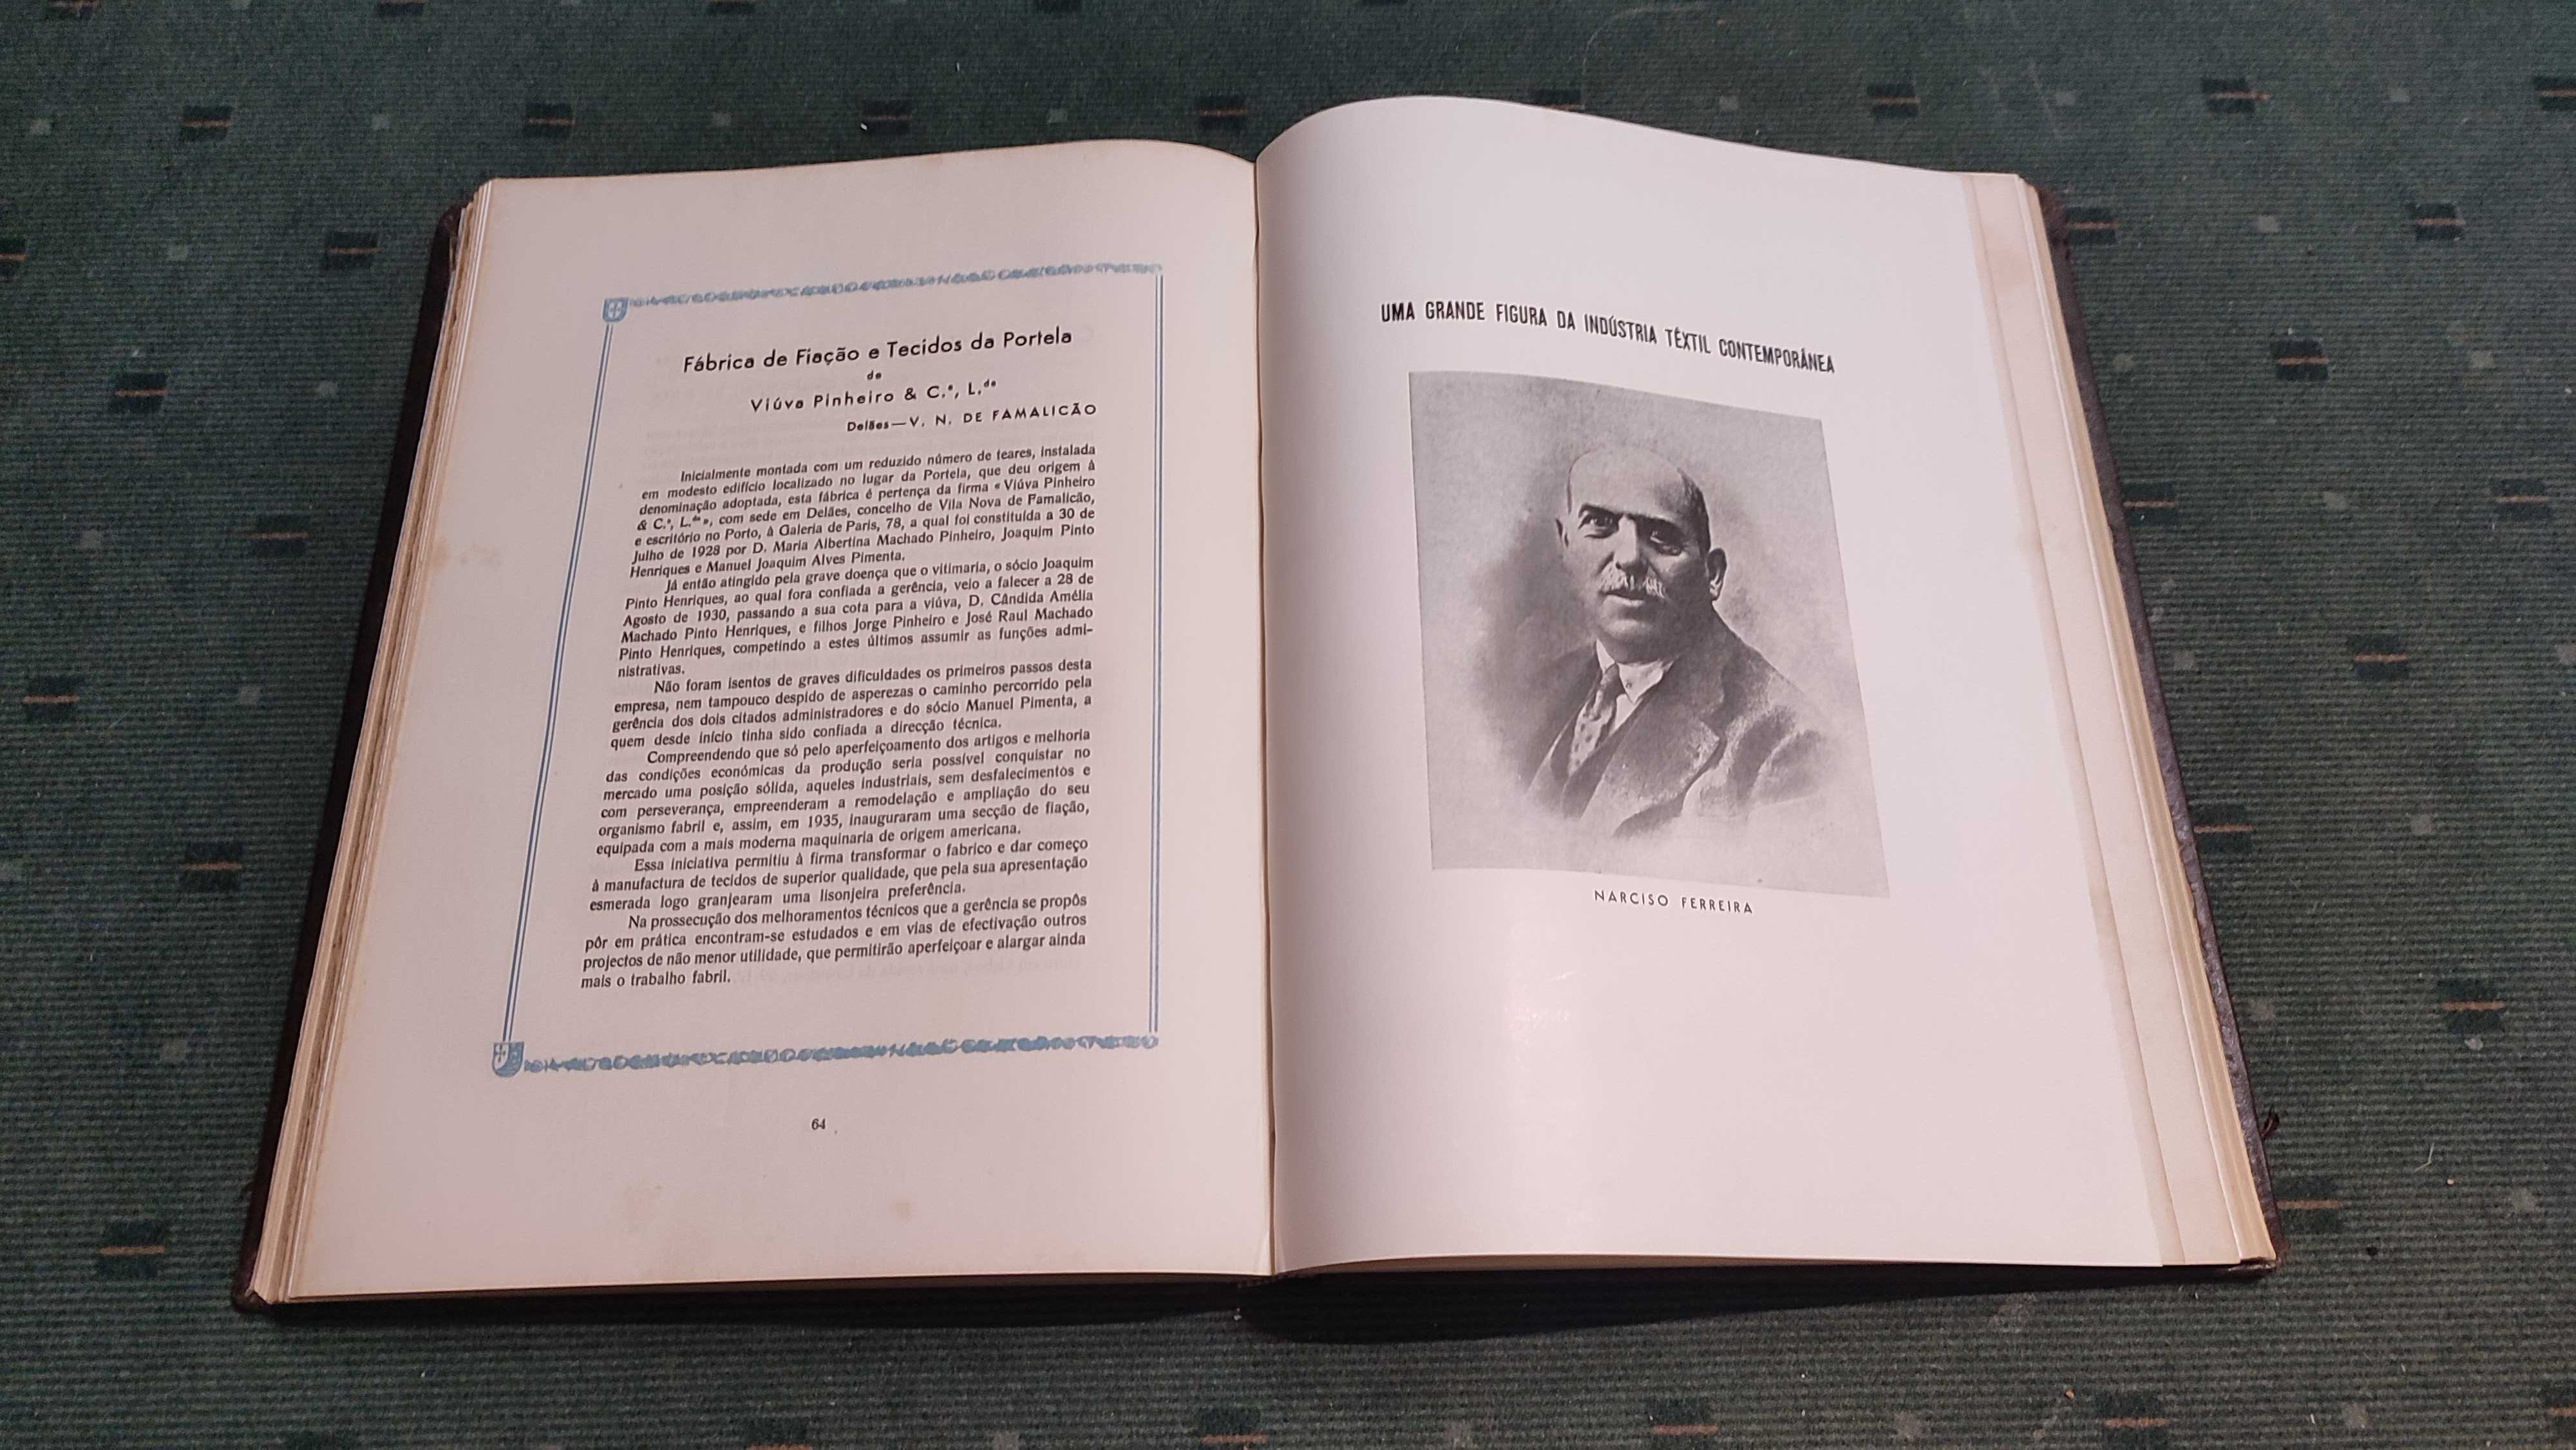 Fábrica de Fiação e Tecidos da Portela
de
Viúva Pinheiro & C.ª, L.da
Delães—V. N. DE FAMALICÃO
Inicialmente montada com um reduzido número de teares, instalada
em modesto edifício localizado no lugar da Portela, que deu origem à
denominação adoptada, esta fábrica é pertença da firma «Viúva Pinheiro
& C.ª, L.da», com sede em Delães, concelho de Vila Nova de Famalicão,
e escritório no Porto, à Galeria de Paris, 78, a qual foi constituída a 30 de
Julho de 1928 por D. Maria Albertina Machado Pinheiro, Joaquim Pinto
Henriques e Manuel Joaquim Alves Pimenta.
Já então atingido pela grave doença que o vitimaria, o sócio Joaquim
Pinto Henriques, ao qual fora confiada a gerência, veio a falecer a 28 de
Agosto de 1930, passando a sua cota para a viúva, D. Cândida Amélia
Machado Pinto Henriques, e filhos Jorge Pinheiro e José Raul Machado
Pinto Henriques, competindo a estes últimos assumir as funções admi-
nistrativas.
Não foram isentos de graves dificuldades os primeiros passos desta
empresa, nem tampouco despido de asperezas o caminho percorrido pela
gerência dos dois citados administradores e do sócio Manuel Pimenta, a
quem desde início tinha sido confiada a direcção técnica.
Compreendendo que só pelo aperfeiçoamento dos artigos e melhoria
das condições económicas da produção seria possível conquistar no
mercado uma posição sólida, aqueles industriais, sem desfalecimentos e
com perseverança, empreenderam a remodelação e ampliação do seu
organismo fabril e, assim, em 1935, inauguraram uma secção de fiação,
equipada com a mais moderna maquinaria de origem americana.
Essa iniciativa permitiu à firma transformar o fabrico e dar começo
à manufactura de tecidos de superior qualidade, que pela sua apresentação
esmerada logo granjearam uma lisonjeira preferência.
Na prossecução dos melhoramentos técnicos que a gerência se propôs
pôr em prática encontram-se estudados e em vias de efectivação outros
projectos de não menor utilidade, que permitirão aperfeiçoar e alargar ainda
mais o trabalho fabril.
64
UMA GRANDE FIGURA DA INDÚSTRIA TÊXTIL CONTEMPORÂNEA
NARCISO FERREIRA